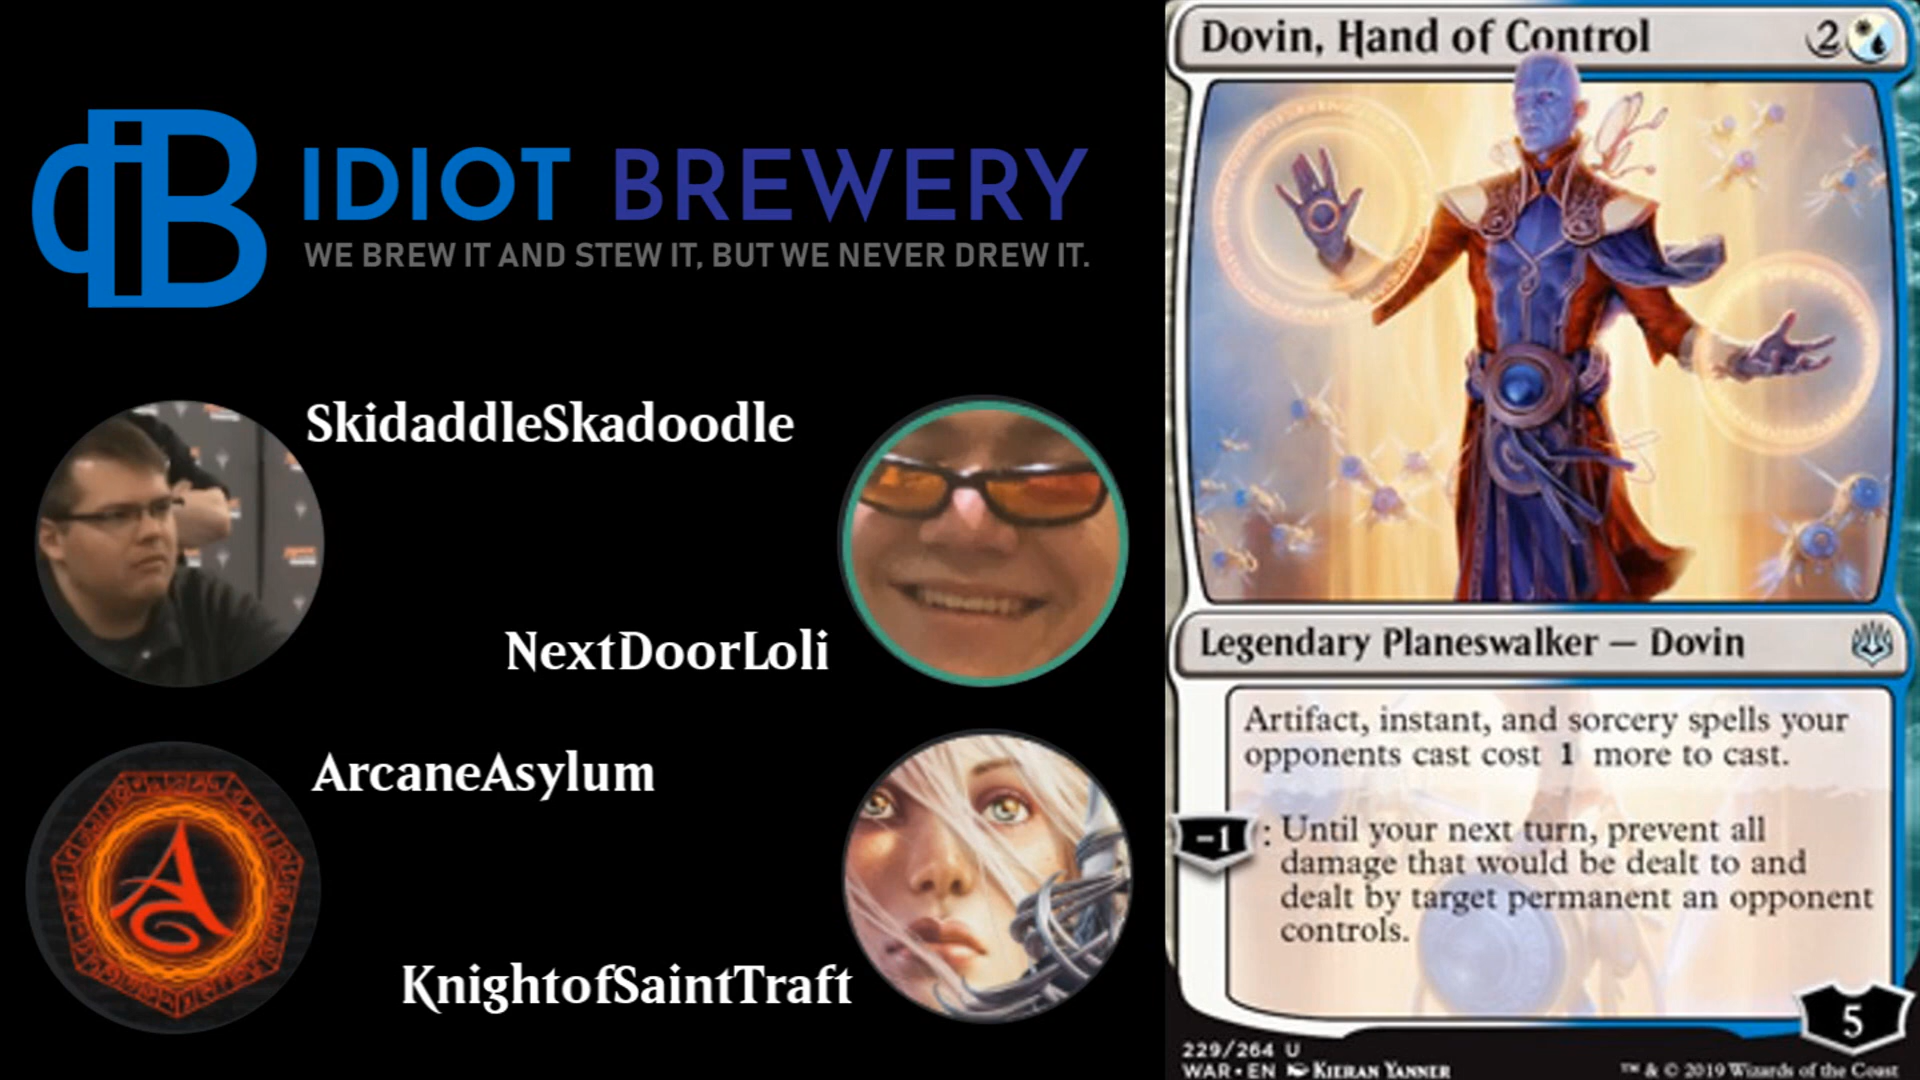 iB IDIOT BREWERY
WE BREW IT AND STEW IT, BUT WE NEVER DREW IT.
SkidaddleSkadoodle
NextDoorLoli
ArcaneAsylum
KnightofSaintTraft
Dovin, Hand of Control 2
Legendary Planeswalker — Dovin
Artifact, instant, and sorcery spells your
opponents cast cost 1 more to cast.
-1: Until your next turn, prevent all
damage that would be dealt to and
dealt by target permanent an opponent
controls.
5
229/264 U
WAR • EN KIERAN YANNER
™ & © 2019 Wizards of the Coast